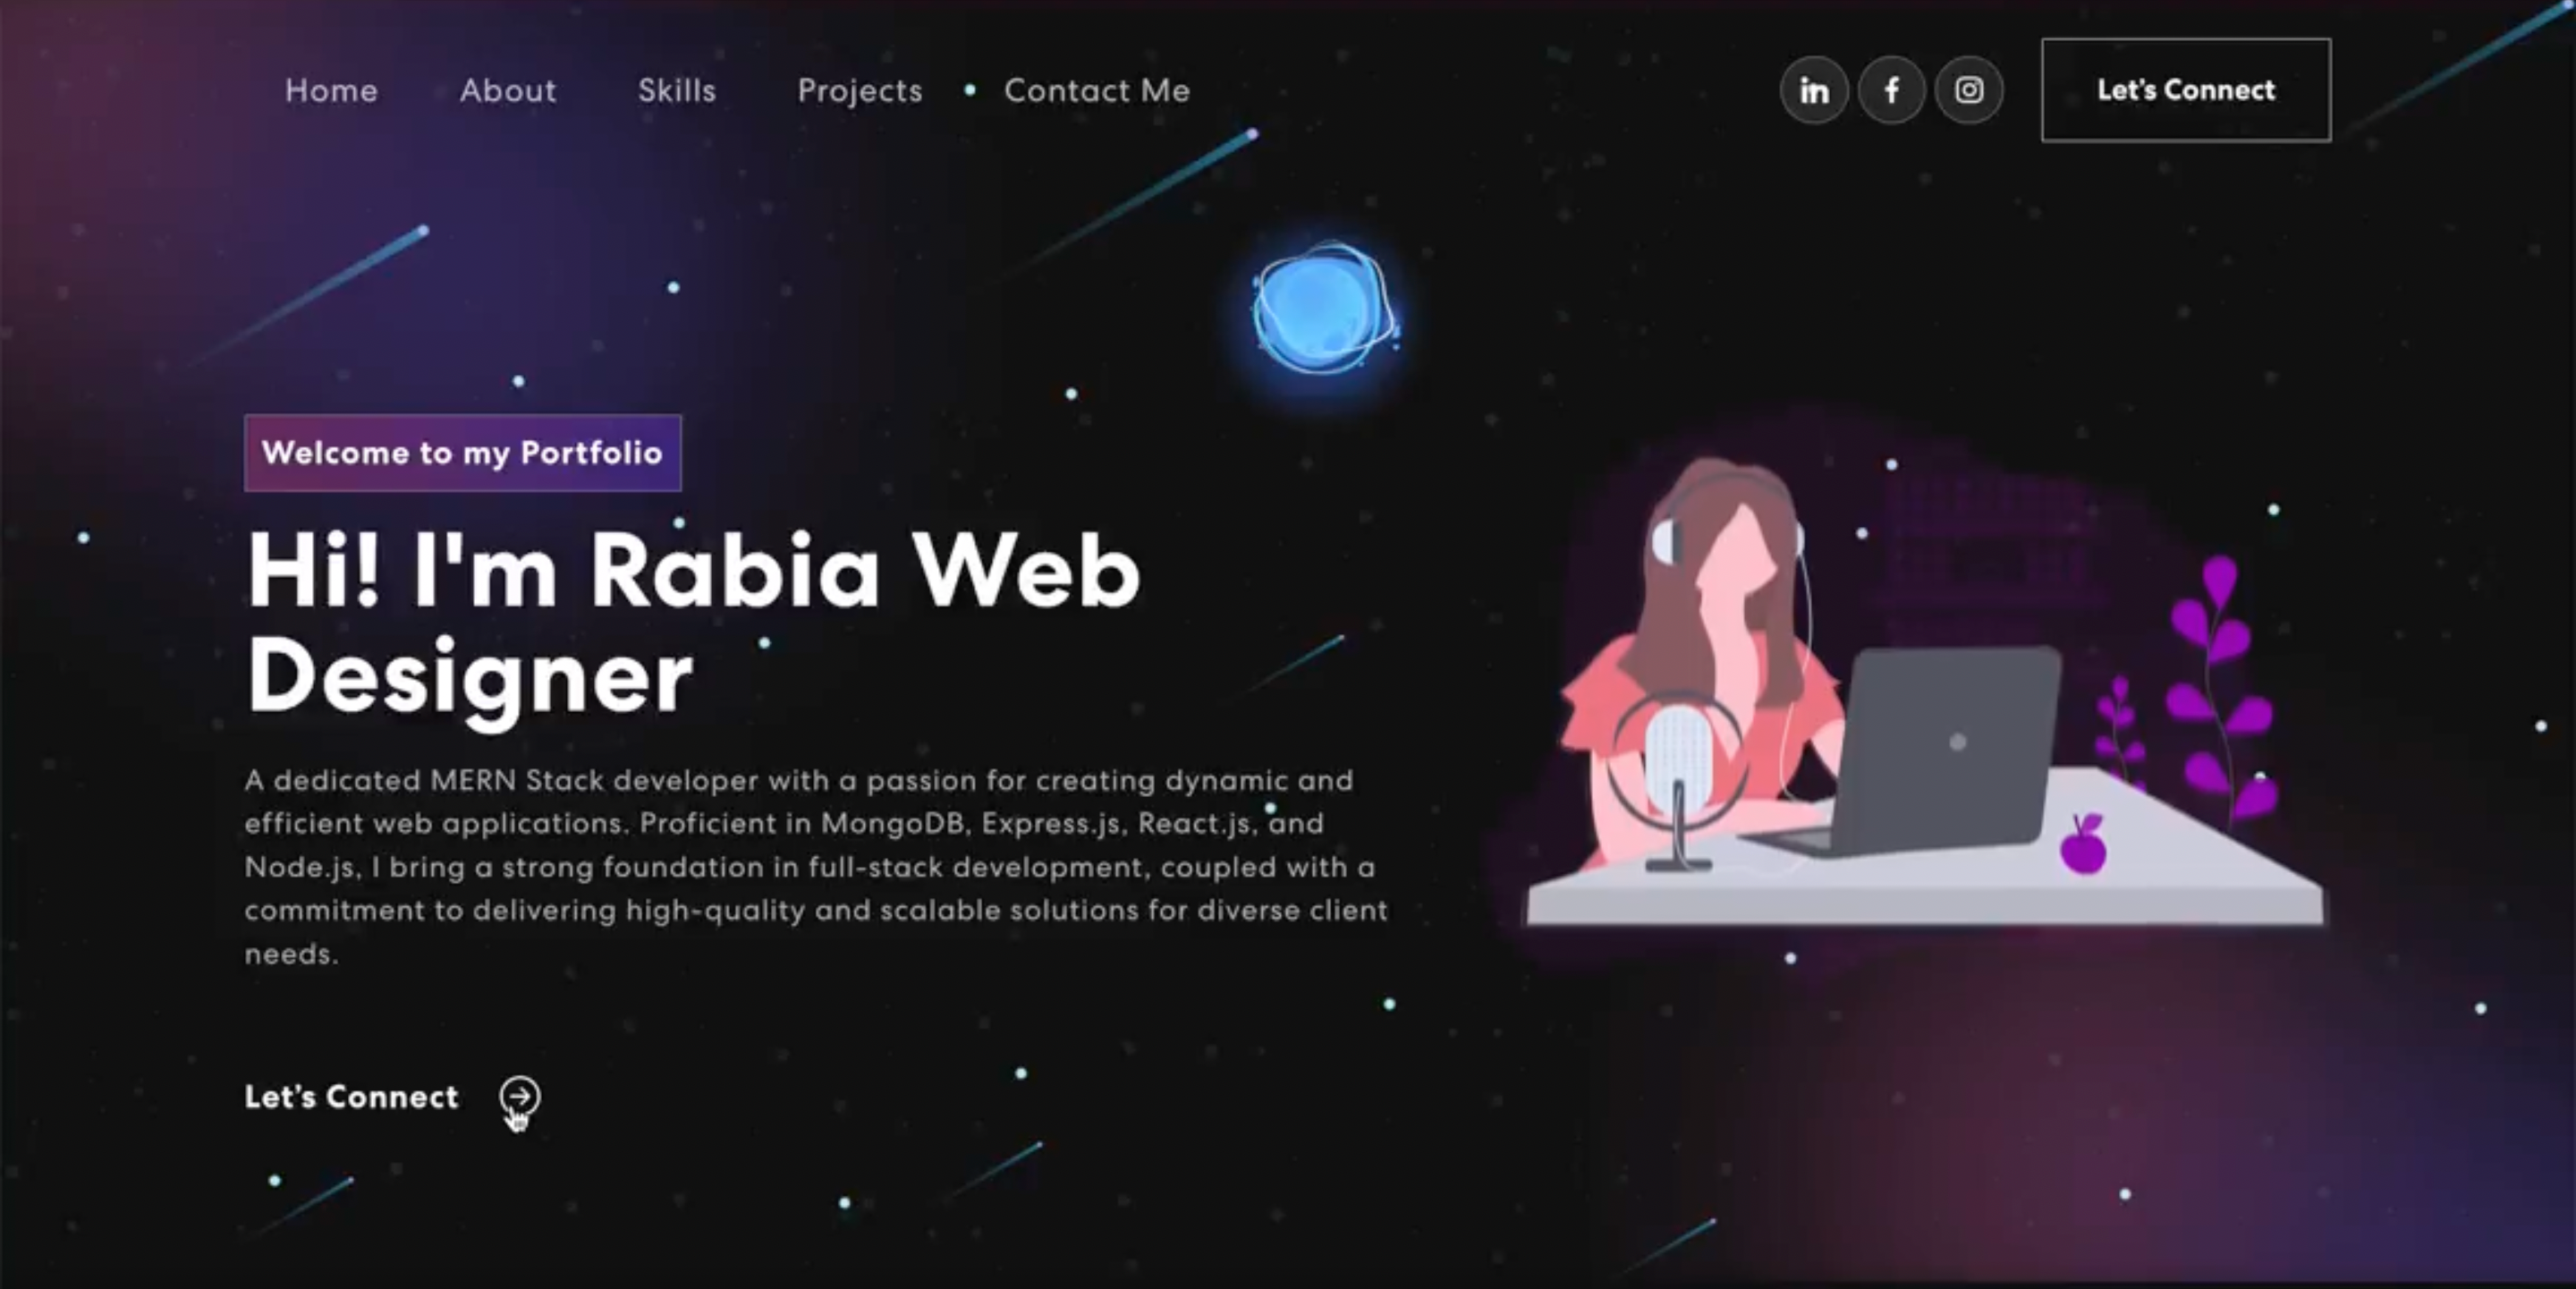 Home About Skills Projects Contact Me in f Let's Connect
Welcome to my Portfolio
Hi! I'm Rabia Web
Designer
A dedicated MERN Stack developer with a passion for creating dynamic and
efficient web applications. Proficient in MongoDB, Express.js, React.js, and
Node.js, I bring a strong foundation in full-stack development, coupled with a
commitment to delivering high-quality and scalable solutions for diverse client
needs.
Let's Connect